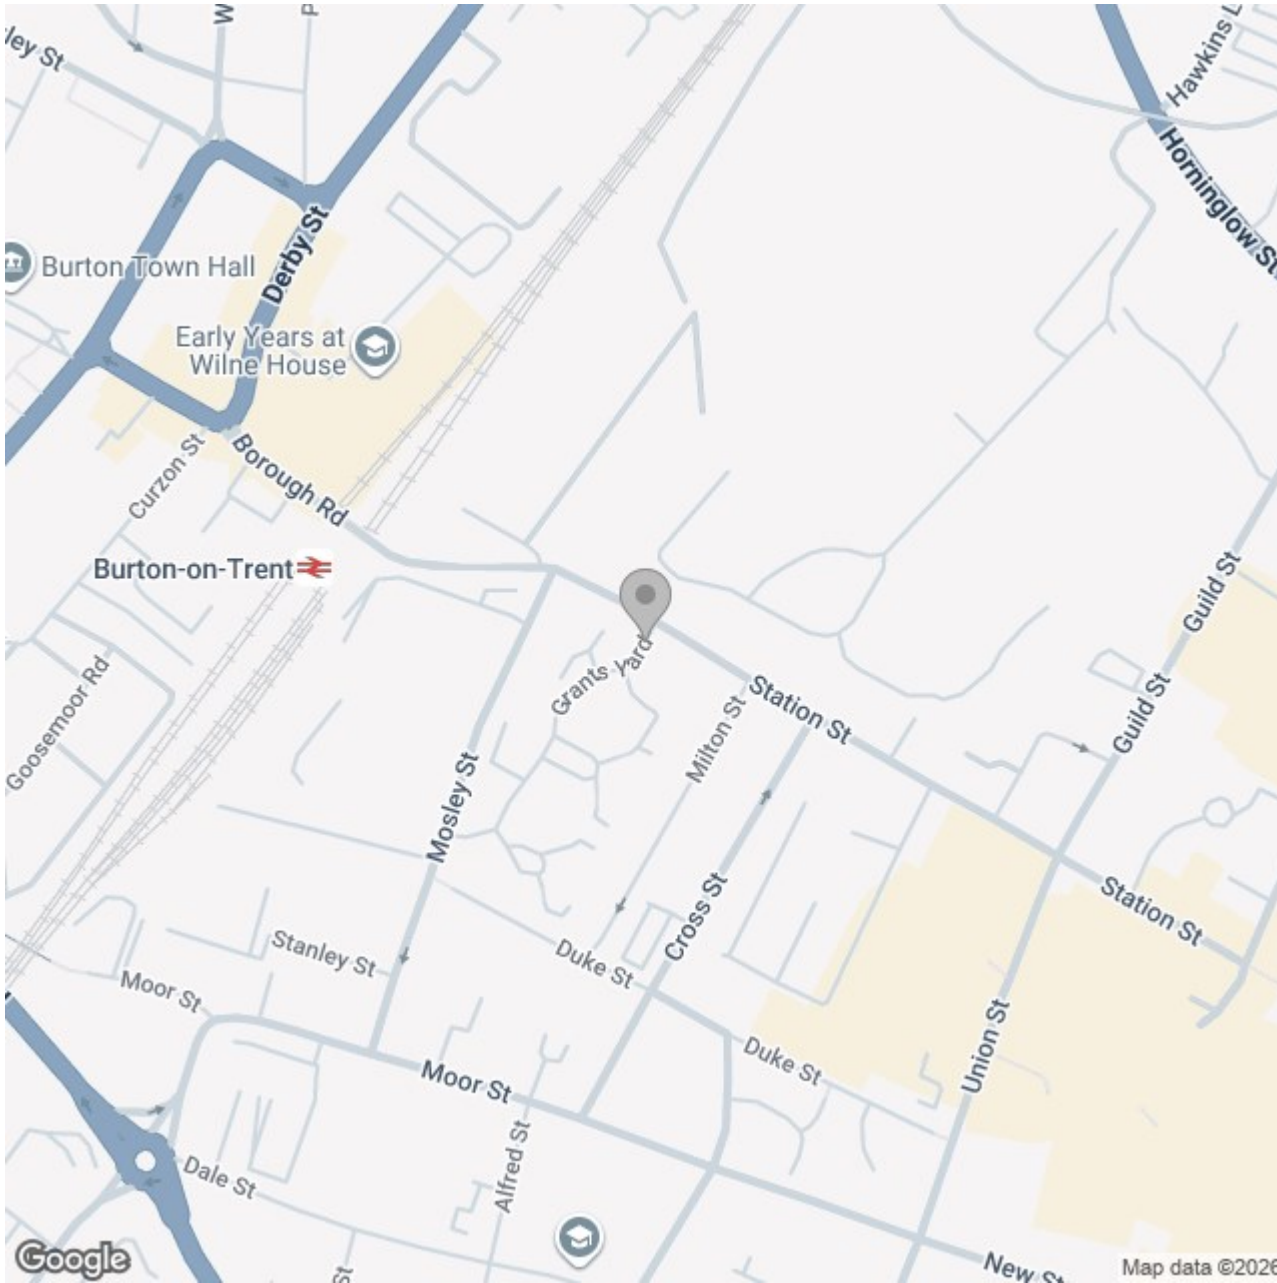 W
P
ley St
Hawkins L
Horninglow St
Derby St
Burton Town Hall
Early Years at
Wilne House
Curzon St
Borough Rd
Burton-on-Trent
Guild St
Grants Yard
Goosemoor Rd
Station St
Milton St
Guild St
Mosley St
Cross St
Station St
Stanley St
Duke St
Moor St
Union St
Duke St
Moor St
Alfred St
Dale St
New St
St
Google
Map data ©2026